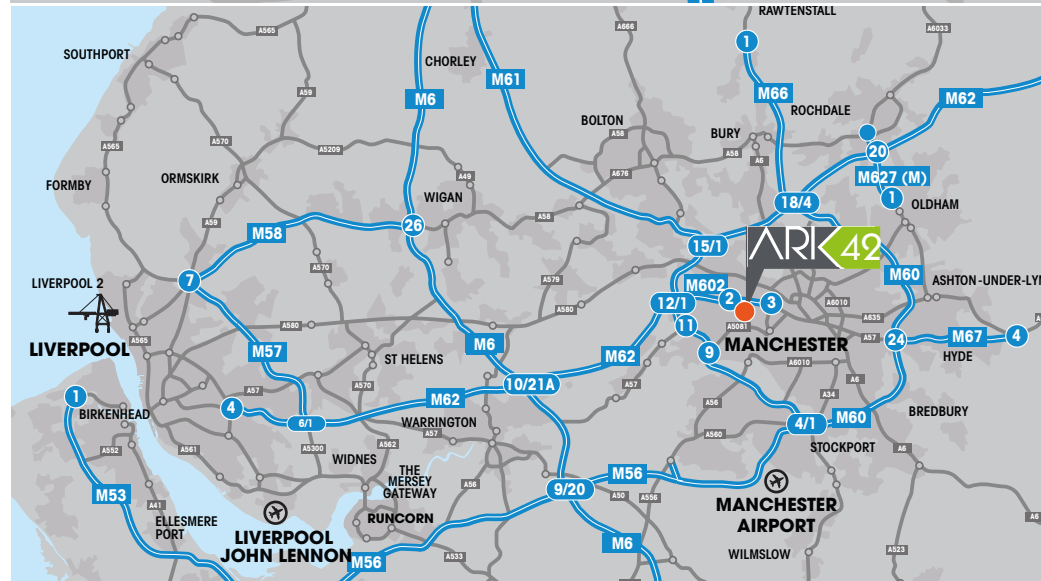 RAWTENSTALL
A565
A666
A6033
SOUTHPORT
1
CHORLEY
M61
M6
M66
M62
A59
ROCHDALE
BOLTON
A58
BURY
A565
A570
A5209
A58
A6
20
A49
A676
M627 (M)
FORMBY
ORMSKIRK
WIGAN
1
OLDHAM
18/4
A59
26
A58
M58
15/1
ARK42
A570
M60
ASHTON-UNDER-LYN
7
A579
M602
LIVERPOOL 2
2
3
12/1
A6010
A580
A635
A580
11
A5081
A57
M67
4
LIVERPOOL
A565
M6
MANCHESTER
24
M57
ST HELENS
M62
9
HYDE
A57
A570
10/21A
A57
A6010
A6
1
M62
A34
BIRKENHEAD
4
A56
M60
BREDBURY
6/1
WARRINGTON
4/1
A552
A561
A5300
A562
A57
A560
STOCKPORT
A6
WIDNES
THE
MERSEY
GATEWAY
M56
M53
A56
9/20
A50
A556
A41
MANCHESTER
AIRPORT
ELLESMERE
PORT
RUNCORN
A6
LIVERPOOL
JOHN LENNON
M6
A533
WILMSLOW
A523
M56